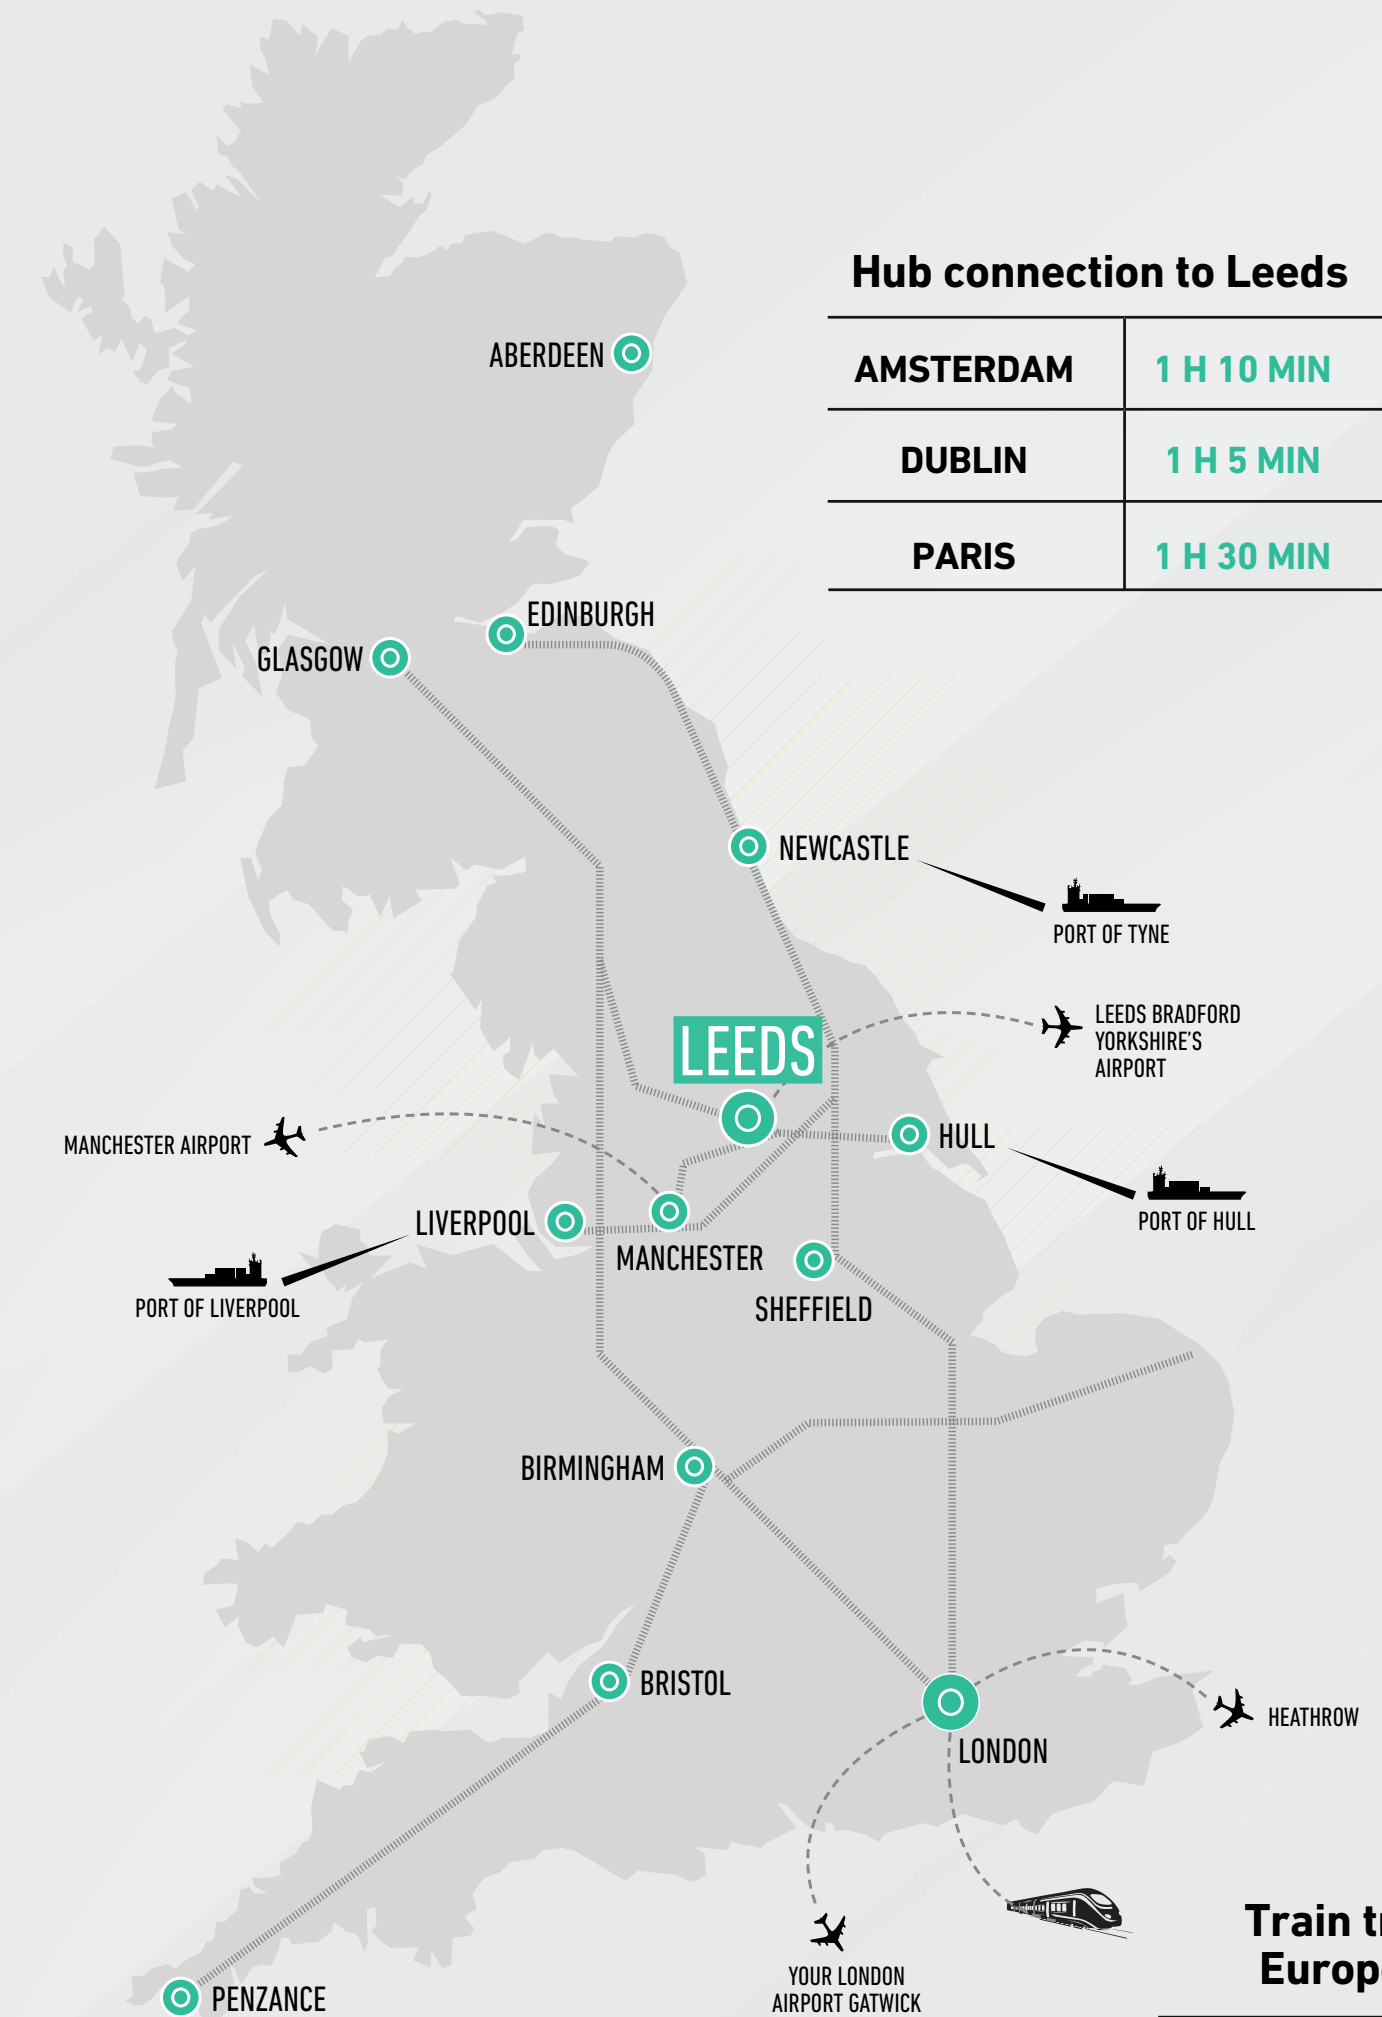 Hub connection to Leeds
AMSTERDAM 1 H 10 MIN
DUBLIN 1 H 5 MIN
PARIS 1 H 30 MIN
ABERDEEN
EDINBURGH
GLASGOW
NEWCASTLE
PORT OF TYNE
LEEDS
LEEDS BRADFORD
YORKSHIRE'S
AIRPORT
MANCHESTER AIRPORT
HULL
PORT OF HULL
LIVERPOOL
PORT OF LIVERPOOL
MANCHESTER
SHEFFIELD
BIRMINGHAM
BRISTOL
LONDON
HEATHROW
YOUR LONDON
AIRPORT GATWICK
PENZANCE
Train